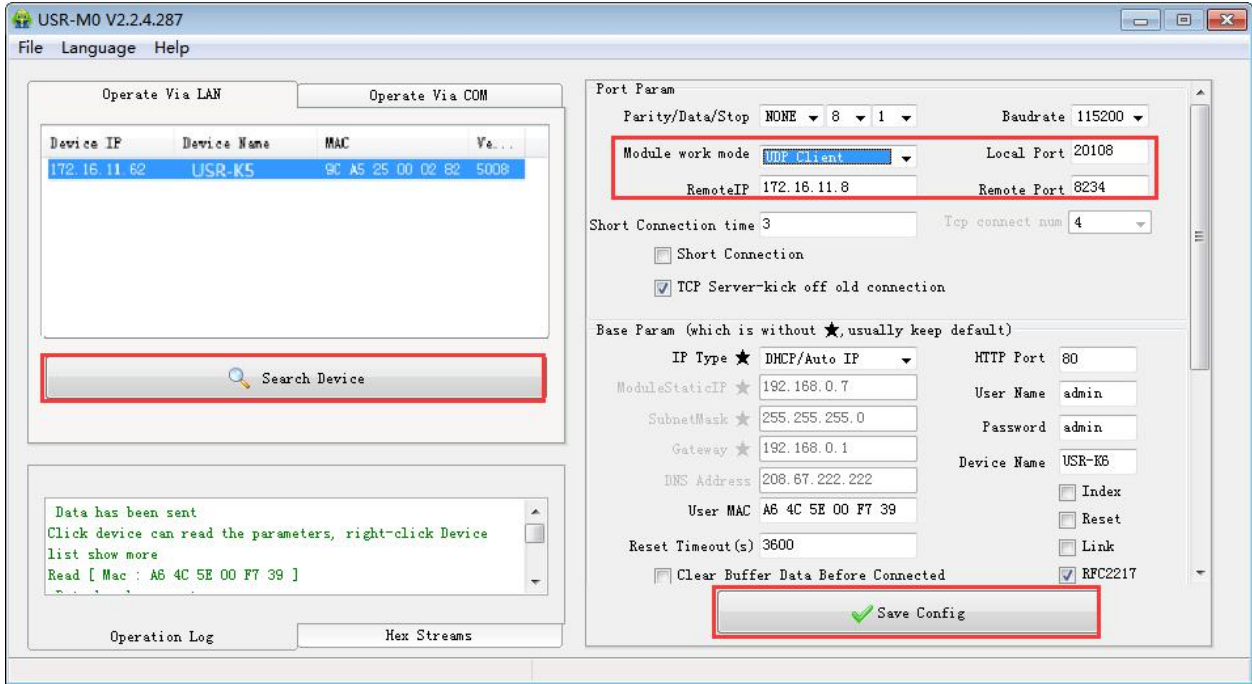 USR-M0 V2.2.4.287
File Language Help
Operate Via LAN Operate Via COM
Device IP Device Name MAC Ve...
172.16.11.62 USR-K5 9C A5 25 00 02 82 5008
Search Device
Data has been sent
Click device can read the parameters, right-click Device
list show more
Read [ Mac : A6 4C 5E 00 F7 39 ]
Operation Log Hex Streams
Port Param
Parity/Data/Stop NONE 8 1 Baudrate 115200
Module work mode UDP Client Local Port 20108
RemoteIP 172.16.11.8 Remote Port 8234
Short Connection time 3 Tcp connect num 4
Short Connection
TCP Server-kick off old connection
Base Param (which is without ★,usually keep default)
IP Type ★ DHCP/Auto IP HTTP Port 80
ModuleStaticIP ★ 192.168.0.7 User Name admin
SubnetMask ★ 255.255.255.0 Password admin
Gateway ★ 192.168.0.1 Device Name USR-K6
DNS Address 208.67.222.222 Index
User MAC A6 4C 5E 00 F7 39 Reset
Reset Timeout(s) 3600 Link
Clear Buffer Data Before Connected RFC2217
Save Config